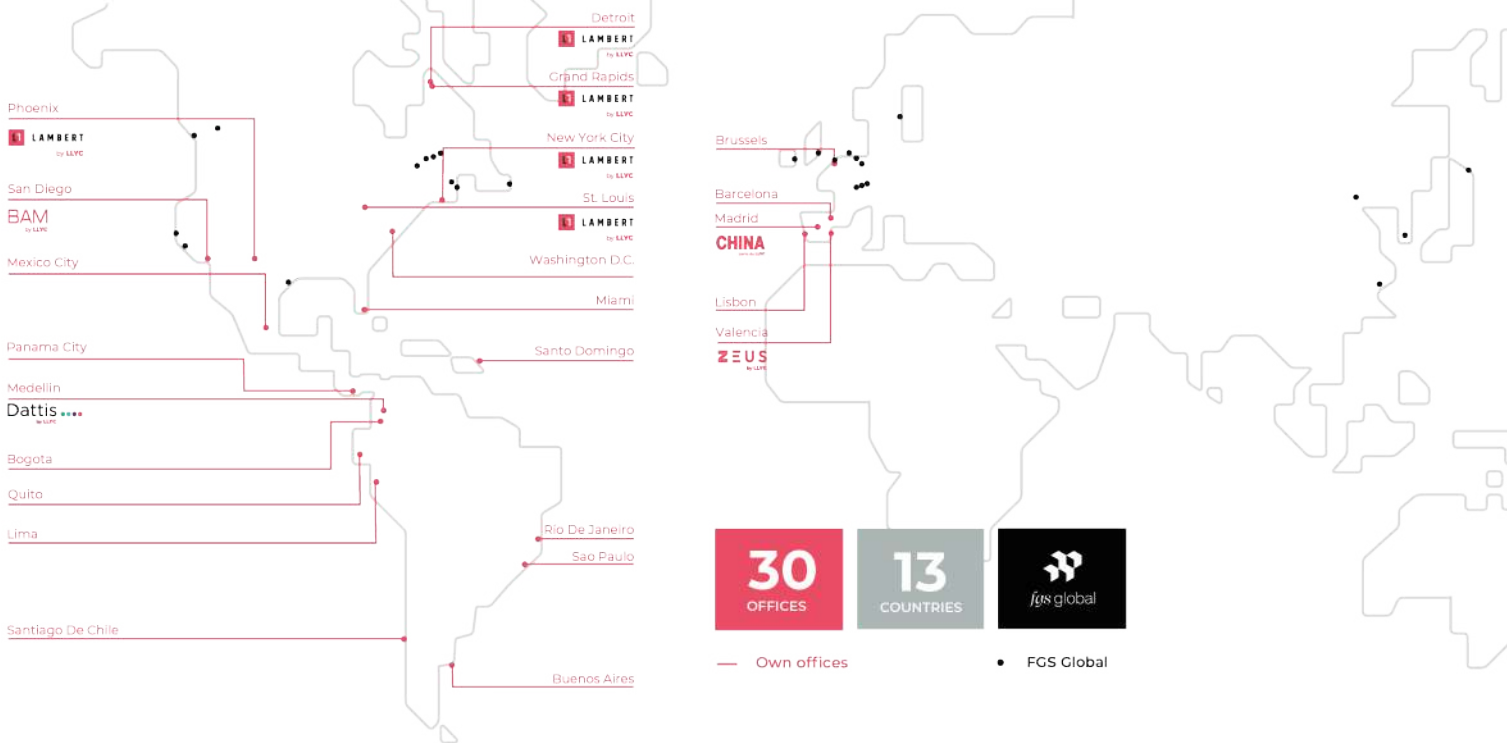 Phoenix
LAMBERT
by LLYC
San Diego
BAM
by LLYC
Mexico City
Panama City
Medellin
Dattis
by LLYC
Bogota
Quito
Lima
Santiago De Chile
Detroit
LAMBERT
by LLYC
Grand Rapids
LAMBERT
by LLYC
New York City
LAMBERT
by LLYC
St. Louis
LAMBERT
by LLYC
Washington D.C.
Miami
Santo Domingo
Rio De Janeiro
Sao Paulo
Buenos Aires
Brussels
Barcelona
Madrid
CHINA
Lisbon
Valencia
ZEUS
by LLYC
30
OFFICES
13
COUNTRIES
fgs global
Own offices
FGS Global